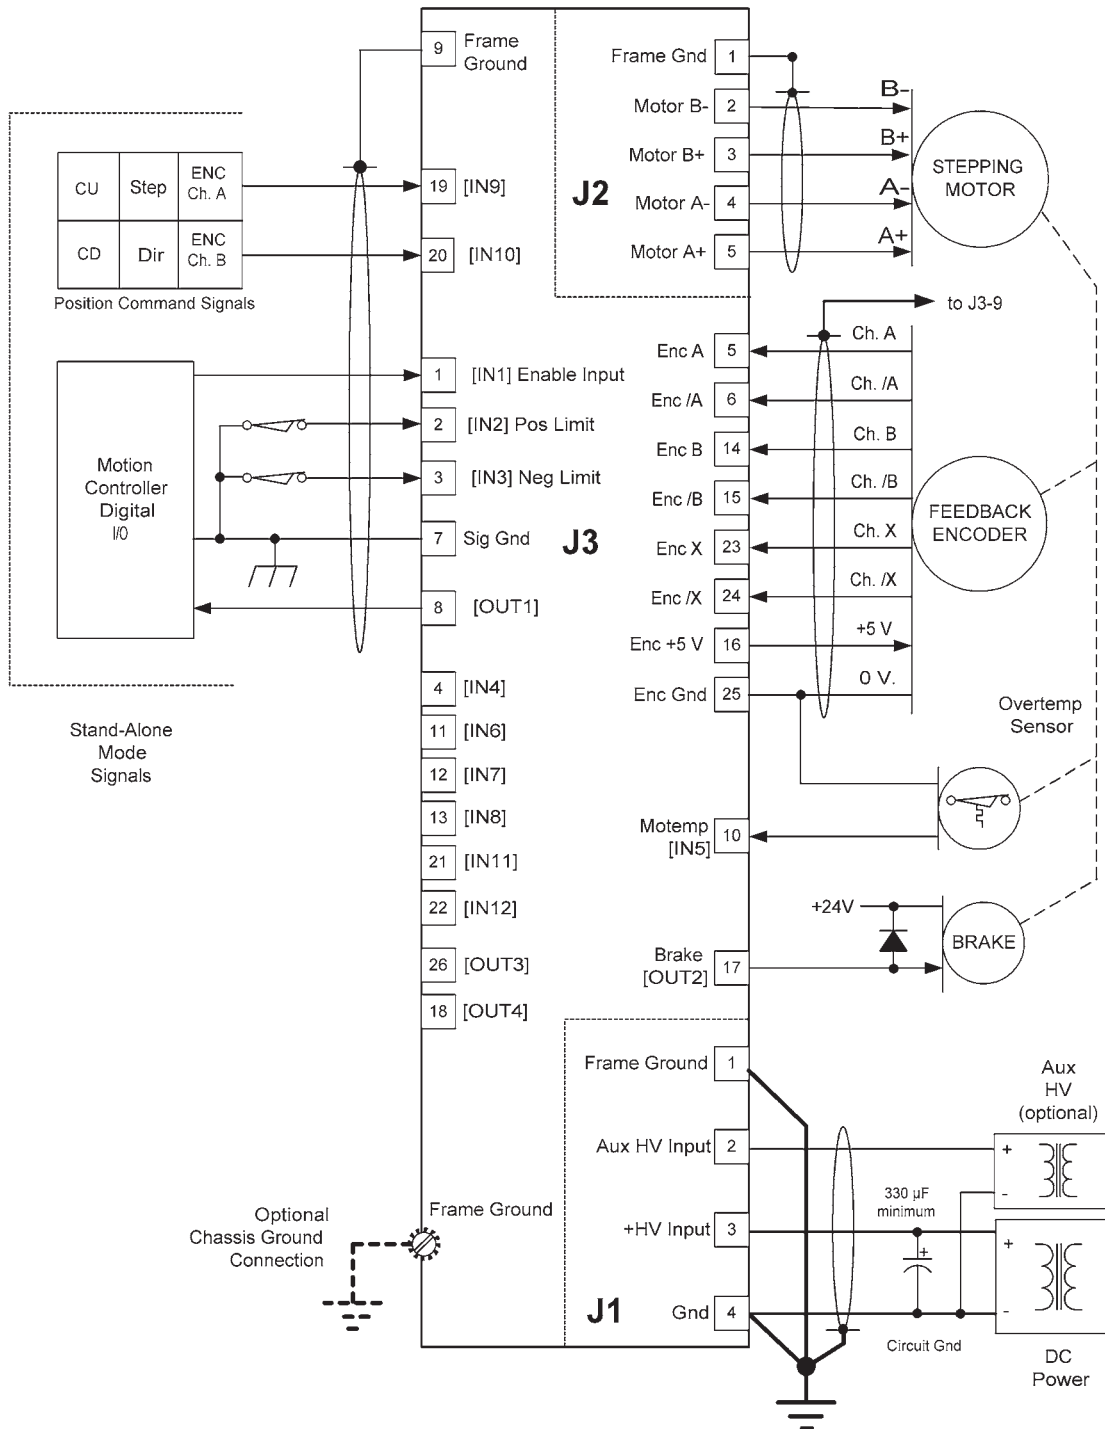 9
Frame
Ground
CU
Step
ENC
Ch. A
CD
Dir
ENC
Ch. B
Position Command Signals
19
[IN9]
20
[IN10]
Motion
Controller
Digital
I/0
1
[IN1] Enable Input
2
[IN2] Pos Limit
3
[IN3] Neg Limit
7
Sig Gnd
8
[OUT1]
J3
Stand-Alone
Mode
Signals
4
[IN4]
11
[IN6]
12
[IN7]
13
[IN8]
21
[IN11]
22
[IN12]
26
[OUT3]
18
[OUT4]
Optional
Chassis Ground
Connection
Frame Ground
J2
Frame Gnd
1
Motor B-
2
B-
Motor B+
3
B+
Motor A-
4
A-
Motor A+
5
A+
STEPPING
MOTOR
to J3-9
Enc A
5
Ch. A
Enc /A
6
Ch. /A
Enc B
14
Ch. B
Enc /B
15
Ch. /B
Enc X
23
Ch. X
Enc /X
24
Ch. /X
Enc +5 V
16
+5 V
Enc Gnd
25
0 V.
FEEDBACK
ENCODER
Overtemp
Sensor
Motemp
[IN5]
10
+24V
Brake
[OUT2]
17
BRAKE
J1
Frame Ground
1
Aux HV Input
2
+HV Input
3
Gnd
4
Aux
HV
(optional)
+
-
330 µF
minimum
+
+
-
Circuit Gnd
DC
Power